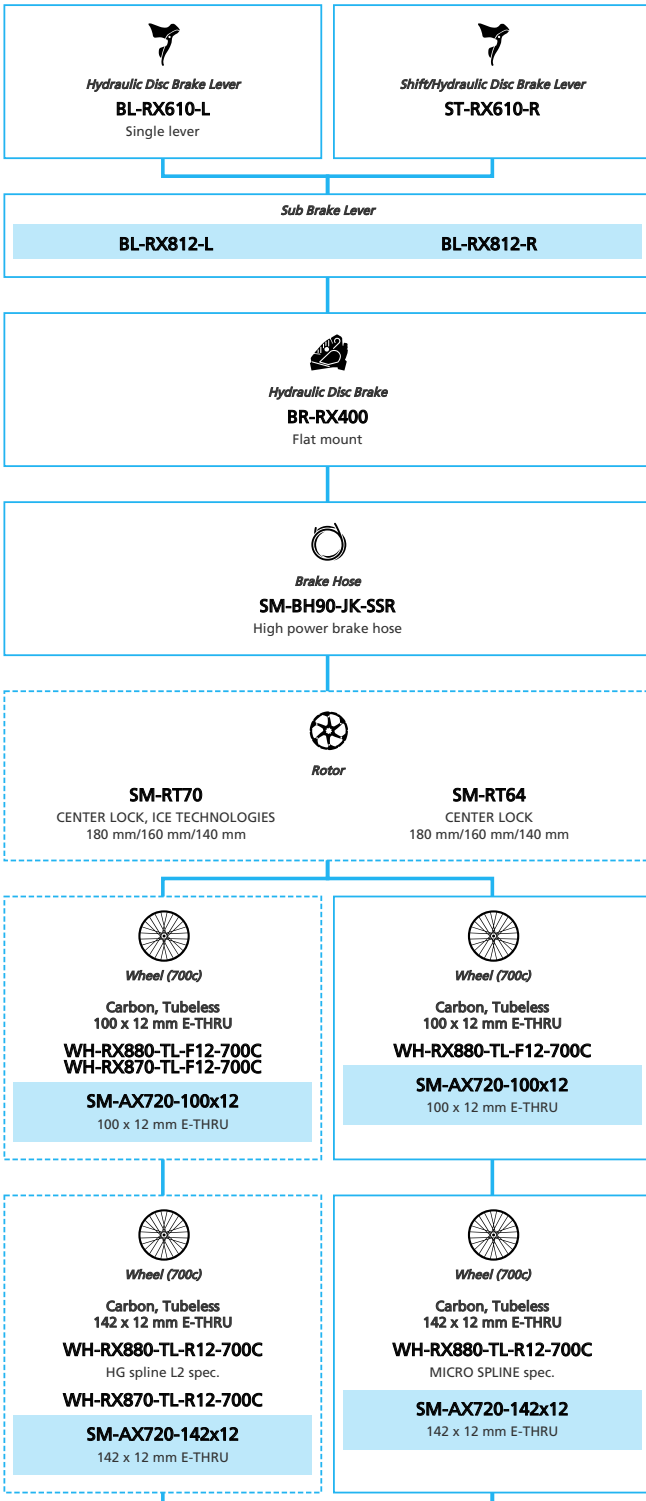 Hydraulic Disc Brake Lever
BL-RX610-L
Single lever
Shift/Hydraulic Disc Brake Lever
ST-RX610-R
Sub Brake Lever
BL-RX812-L
BL-RX812-R
Hydraulic Disc Brake
BR-RX400
Flat mount
Brake Hose
SM-BH90-JK-SSR
High power brake hose
Rotor
SM-RT70
CENTER LOCK, ICE TECHNOLOGIES
180 mm/160 mm/140 mm
SM-RT64
CENTER LOCK
180 mm/160 mm/140 mm
Wheel (700c)
Carbon, Tubeless
100 x 12 mm E-THRU
WH-RX880-TL-F12-700C
WH-RX870-TL-F12-700C
SM-AX720-100x12
100 x 12 mm E-THRU
Wheel (700c)
Carbon, Tubeless
100 x 12 mm E-THRU
WH-RX880-TL-F12-700C
SM-AX720-100x12
100 x 12 mm E-THRU
Wheel (700c)
Carbon, Tubeless
142 x 12 mm E-THRU
WH-RX880-TL-R12-700C
HG spline L2 spec.
WH-RX870-TL-R12-700C
SM-AX720-142x12
142 x 12 mm E-THRU
Wheel (700c)
Carbon, Tubeless
142 x 12 mm E-THRU
WH-RX880-TL-R12-700C
MICRO SPLINE spec.
SM-AX720-142x12
142 x 12 mm E-THRU